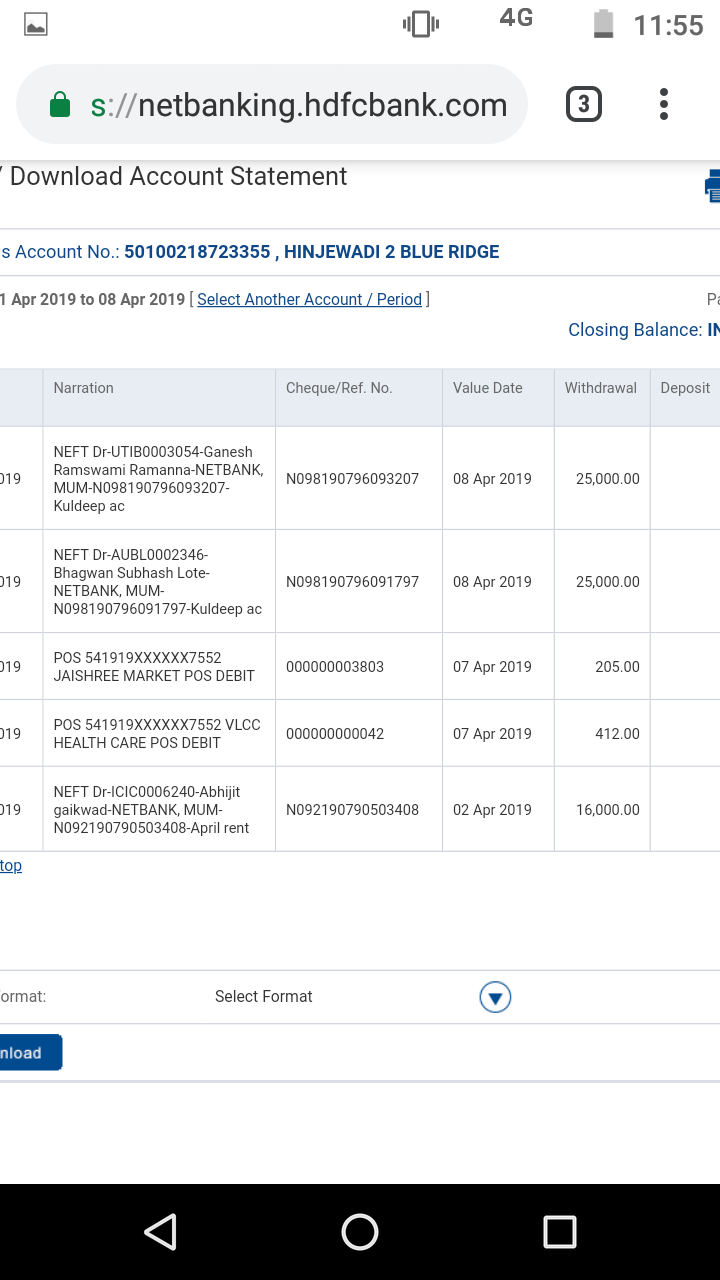 4G 11:55
s://netbanking.hdfcbank.com 3
/ Download Account Statement
s Account No.: 50100218723355 , HINJEWADI 2 BLUE RIDGE
1 Apr 2019 to 08 Apr 2019 [ Select Another Account / Period ] Pa
Closing Balance: IN
Narration Cheque/Ref. No. Value Date Withdrawal Deposit
NEFT Dr-UTIB0003054-Ganesh
Ramswami Ramanna-NETBANK,
019 N098190796093207 08 Apr 2019 25,000.00
MUM-N098190796093207-
Kuldeep ac
NEFT Dr-AUBL0002346-
Bhagwan Subhash Lote-
019 N098190796091797 08 Apr 2019 25,000.00
NETBANK, MUM-
N098190796091797-Kuldeep ac
POS 541919XXXXXX7552
019 000000003803 07 Apr 2019 205.00
JAISHREE MARKET POS DEBIT
POS 541919XXXXXX7552 VLCC
019 000000000042 07 Apr 2019 412.00
HEALTH CARE POS DEBIT
NEFT Dr-ICIC0006240-Abhijit
019 gaikwad-NETBANK, MUM- N092190790503408 02 Apr 2019 16,000.00
N092190790503408-April rent
top
ormat: Select Format
nload